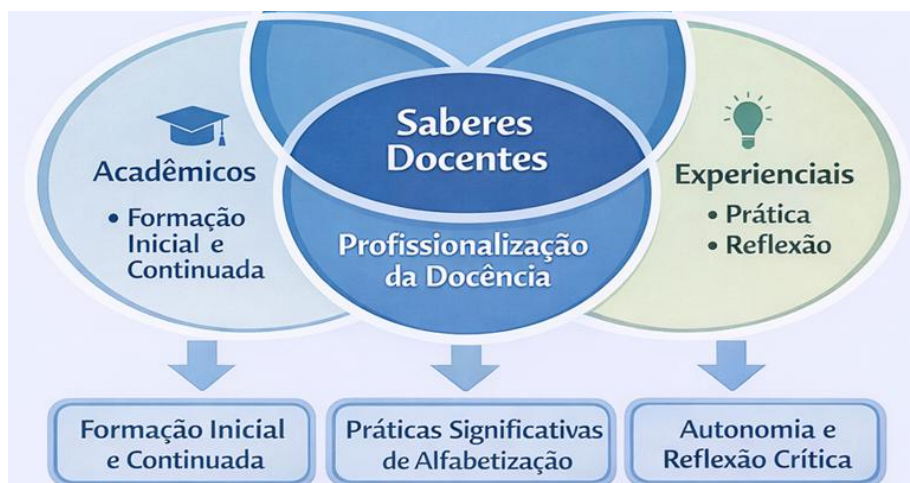 Saberes
Docentes
Acadêmicos
• Formação
Inicial e
Continuada
Profissionalização
da Docência
Experienciais
• Prática
• Reflexão
Formação Inicial
e Continuada
Práticas Significativas
de Alfabetização
Autonomia e
Reflexão Crítica